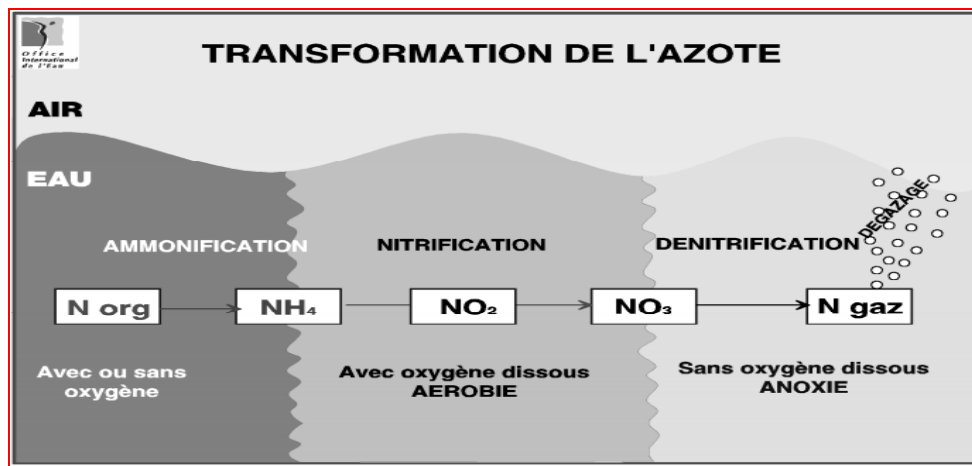 Office
International
de l'Eau
TRANSFORMATION DE L'AZOTE
AIR
EAU
DEGAZAGE
AMMONIFICATION
NITRIFICATION
DENITRIFICATION
N org
NH₄
NO₂
NO₃
N gaz
Avec ou sans
oxygène
Avec oxygène dissous
AEROBIE
Sans oxygène dissous
ANOXIE